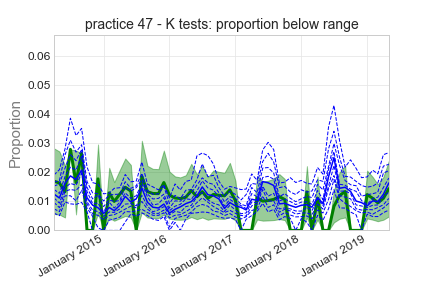 practice 47 - K tests: proportion below range
Proportion
0.06
0.05
0.04
0.03
0.02
0.01
0.00
January 2015
January 2016
January 2017
January 2018
January 2019